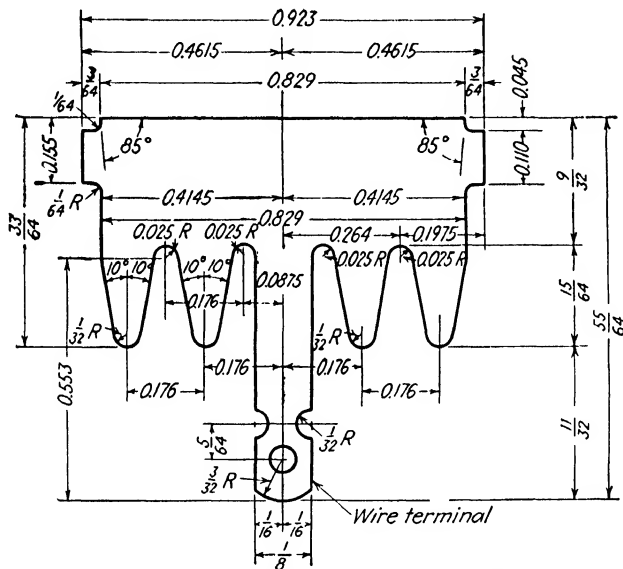 0.923
0.4615 0.4615
3/64 0.829 3/64
0.045
1/64
0.155 85° 85° 0.110
9/32
1/64 R 0.4145 0.4145
0.829
33/64
0.264 0.1975
0.025 R 0.025 R
0.025 R 0.025 R
10° 10° 10° 10°
0.0875
0.176
15/64
55/64
1/32 R 1/32 R
0.553
0.176 0.176
0.176 0.176
11/32
5/64 1/32 R
3/32 R
Wire terminal
1/16 1/16
1/8